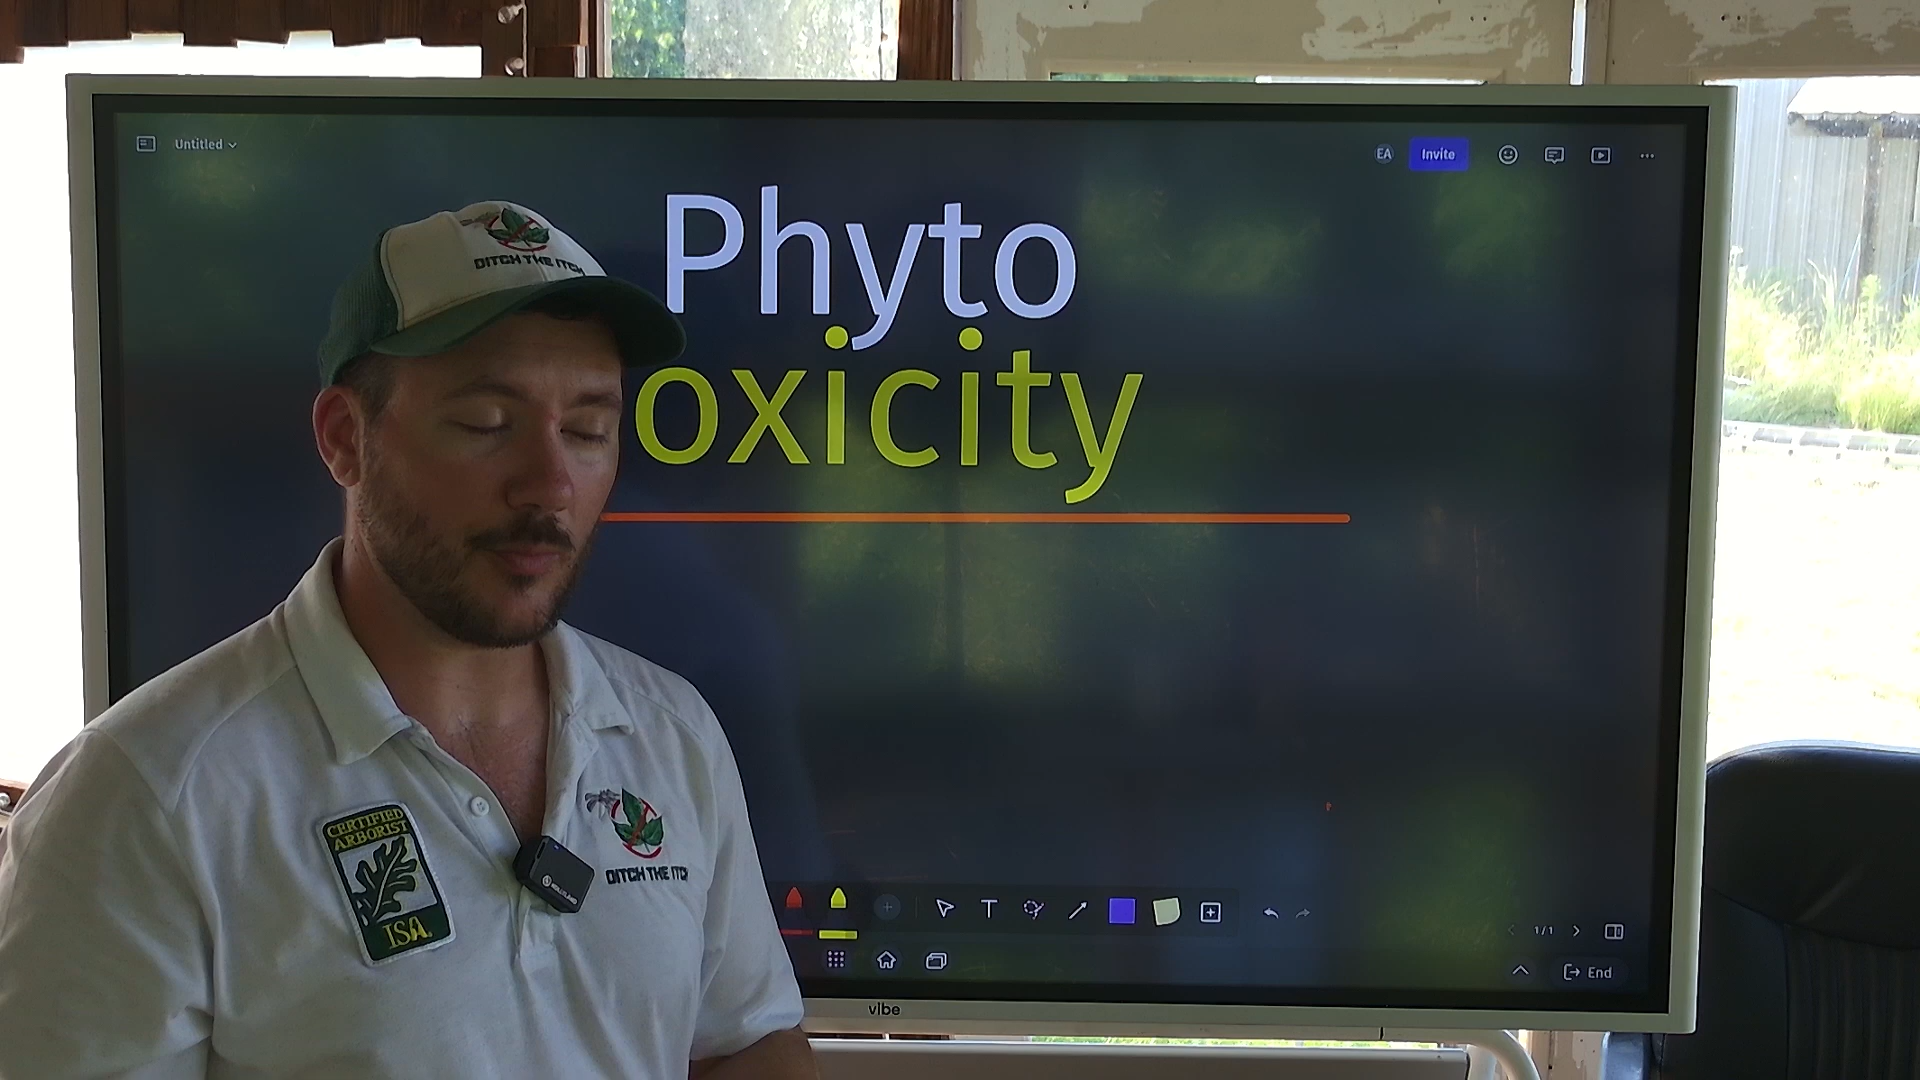 Untitled
EA
Invite
Phyto
oxicity
DITCH THE ITCH
CERTIFIED
ARBORIST
ISA
DITCH THE ITCH
1/1
End
vibe